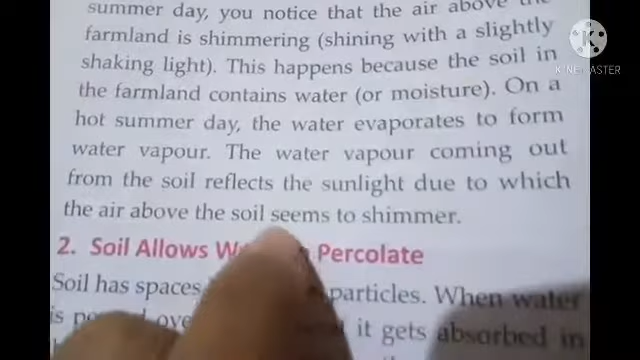 summer day, you notice that the air above the
farmland is shimmering (shining with a slightly
shaking light). This happens because the soil in
the farmland contains water (or moisture). On a
hot summer day, the water evaporates to form
water vapour. The water vapour coming out
from the soil reflects the sunlight due to which
the air above the soil seems to shimmer.
2. Soil Allows Percolate
Soil has spaces particles. When water
is it gets absorbed in
K
KINEMASTER